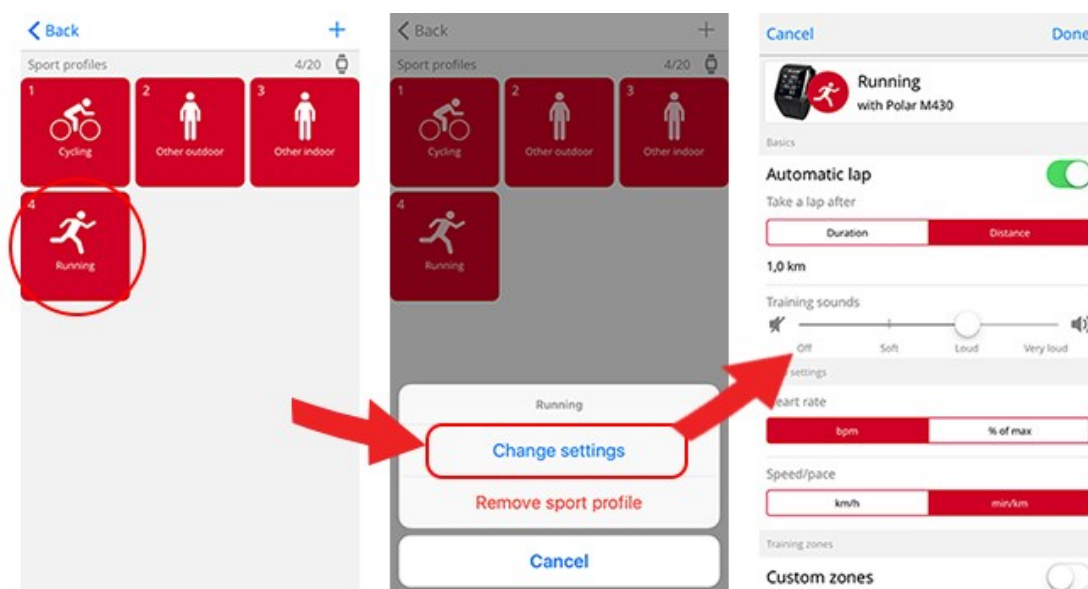 Back
Sport profiles 4/20
1
2
3
Cycling
Other outdoor
Other indoor
4
Running
Back
Sport profiles 4/20
1
2
3
Cycling
Other outdoor
Other indoor
4
Running
Running
Change settings
Remove sport profile
Cancel
Cancel Done
Running
with Polar M430
Basics
Automatic lap
Take a lap after
Duration Distance
1,0 km
Training sounds
Off Soft Loud Very loud
settings
eart rate
bpm % of max
Speed/pace
km/h min/km
Training zones
Custom zones